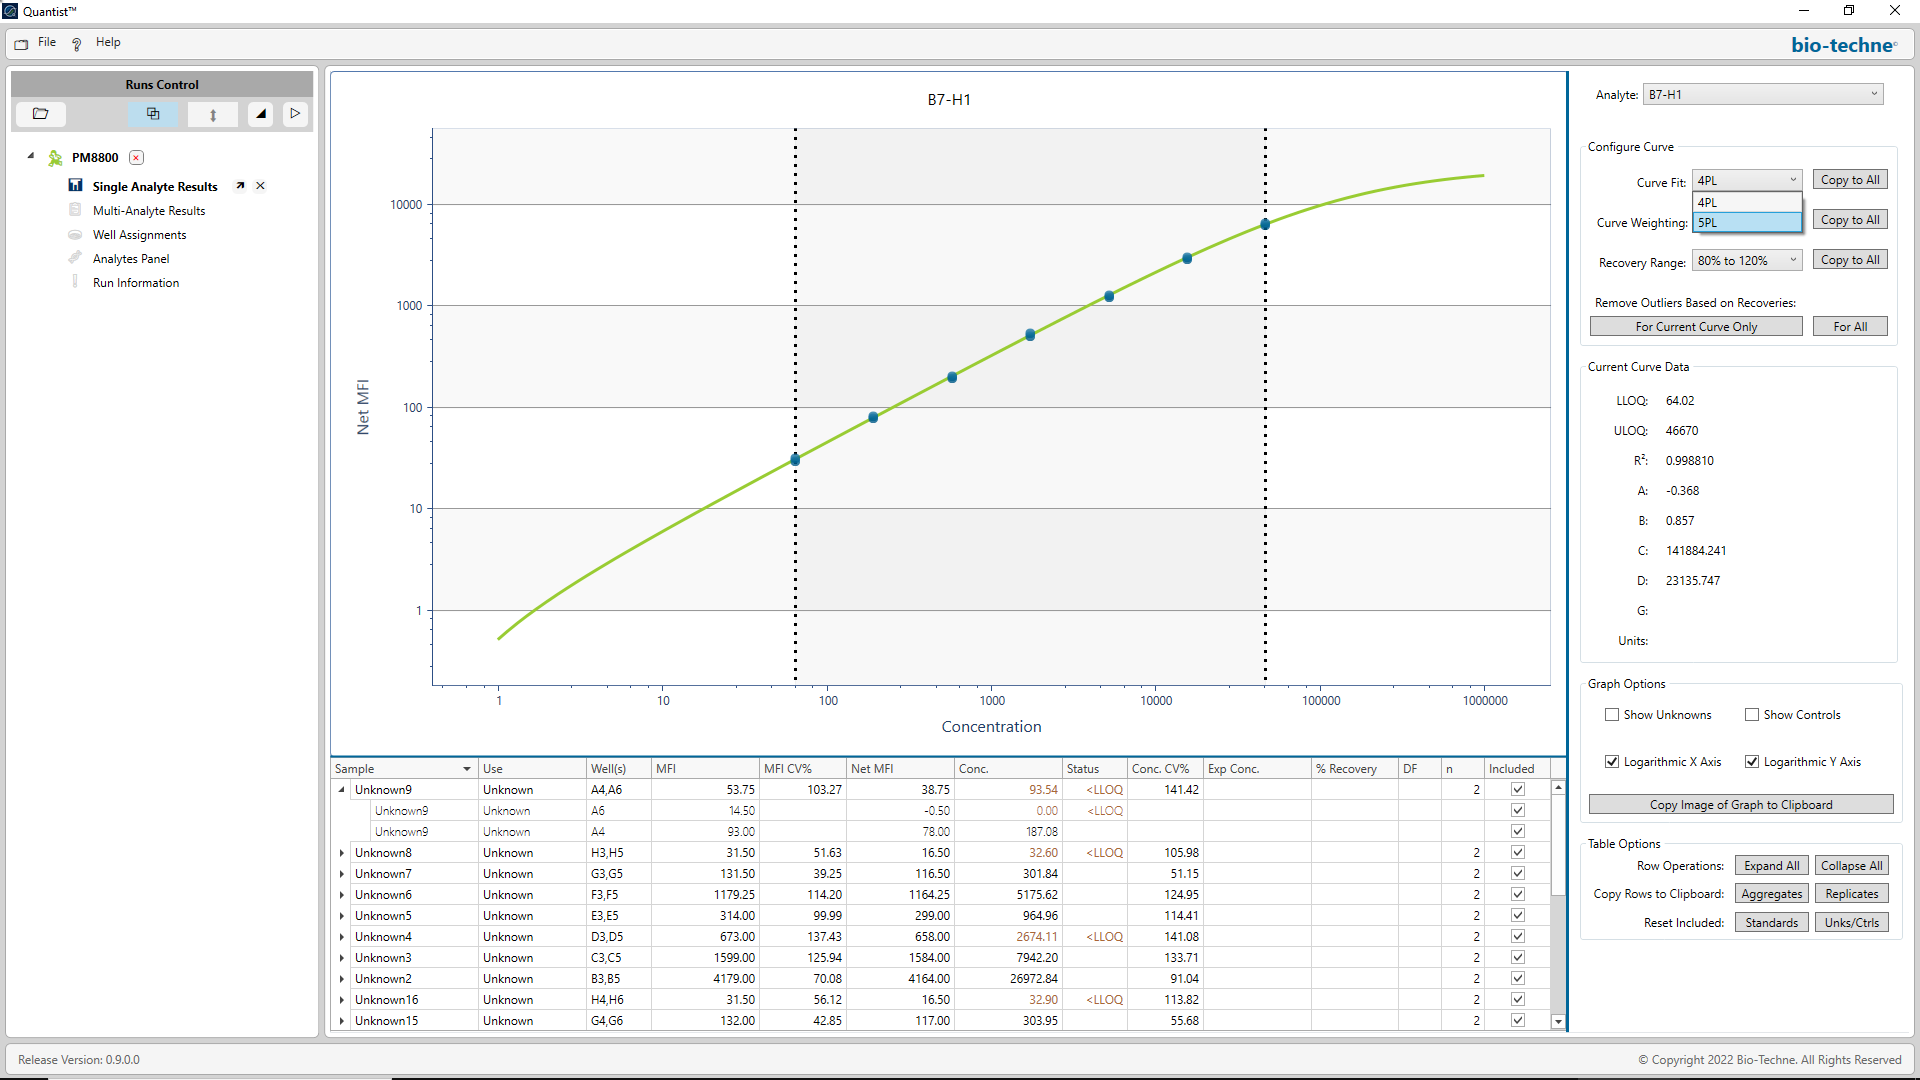 Quantist™
File
Help
bio-techne
Runs Control
PM8800
Single Analyte Results
Multi-Analyte Results
Well Assignments
Analytes Panel
Run Information
B7-H1
Net MFI
10000
1000
100
10
1
1 10 100 1000 10000 100000 1000000
Concentration
Analyte: B7-H1
Configure Curve
Curve Fit: 4PL Copy to All
4PL
5PL
Curve Weighting: Copy to All
Recovery Range: 80% to 120% Copy to All
Remove Outliers Based on Recoveries:
For Current Curve Only For All
Current Curve Data
LLOQ: 64.02
ULOQ: 46670
R²: 0.998810
A: -0.368
B: 0.857
C: 141884.241
D: 23135.747
G:
Units:
Graph Options
Show Unknowns Show Controls
Logarithmic X Axis Logarithmic Y Axis
Copy Image of Graph to Clipboard
Table Options
Row Operations: Expand All Collapse All
Copy Rows to Clipboard: Aggregates Replicates
Reset Included: Standards Unks/Ctrls
Sample Use Well(s) MFI MFI CV% Net MFI Conc. Status Conc. CV% Exp Conc. % Recovery DF n Included
Unknown9 Unknown A4,A6 53.75 103.27 38.75 93.54 <LLOQ 141.42 2
Unknown9 Unknown A6 14.50 -0.50 0.00 <LLOQ
Unknown9 Unknown A4 93.00 78.00 187.08
Unknown8 Unknown H3,H5 31.50 51.63 16.50 32.60 <LLOQ 105.98 2
Unknown7 Unknown G3,G5 131.50 39.25 116.50 301.84 51.15 2
Unknown6 Unknown F3,F5 1179.25 114.20 1164.25 5175.62 124.95 2
Unknown5 Unknown E3,E5 314.00 99.99 299.00 964.96 114.41 2
Unknown4 Unknown D3,D5 673.00 137.43 658.00 2674.11 <LLOQ 141.08 2
Unknown3 Unknown C3,C5 1599.00 125.94 1584.00 7942.20 133.71 2
Unknown2 Unknown B3,B5 4179.00 70.08 4164.00 26972.84 91.04 2
Unknown16 Unknown H4,H6 31.50 56.12 16.50 32.90 <LLOQ 113.82 2
Unknown15 Unknown G4,G6 132.00 42.85 117.00 303.95 55.68 2
Release Version: 0.9.0.0
© Copyright 2022 Bio-Techne. All Rights Reserved